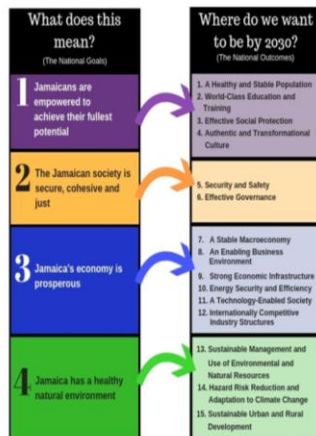 What does this
mean?
(The National Goals)
1 Jamaicans are
empowered to
achieve their fullest
potential
2 The Jamaican society is
secure, cohesive and
just
3 Jamaica's economy is
prosperous
4 Jamaica has a healthy
natural environment
Where do we want
to be by 2030?
(The National Outcomes)
1. A Healthy and Stable Population
2. World-Class Education and
Training
3. Effective Social Protection
4. Authentic and Transformational
Culture
5. Security and Safety
6. Effective Governance
7. A Stable Macroeconomy
8. An Enabling Business
Environment
9. Strong Economic Infrastructure
10. Energy Security and Efficiency
11. A Technology-Enabled Society
12. Internationally Competitive
Industry Structures
13. Sustainable Management and
Use of Environmental and
Natural Resources
14. Hazard Risk Reduction and
Adaptation to Climate Change
15. Sustainable Urban and Rural
Development